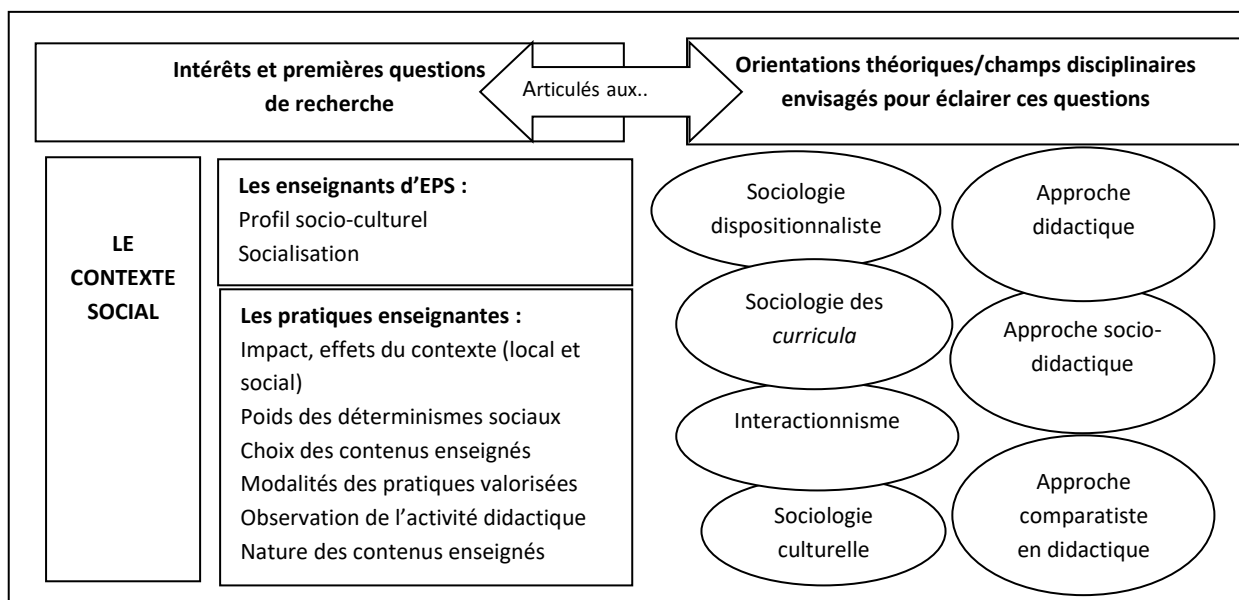 Intérêts et premières questions
de recherche
Articulés aux..
Orientations théoriques/champs disciplinaires
envisagés pour éclairer ces questions
LE
CONTEXTE
SOCIAL
Les enseignants d’EPS :
Profil socio-culturel
Socialisation
Les pratiques enseignantes :
Impact, effets du contexte (local et
social)
Poids des déterminismes sociaux
Choix des contenus enseignés
Modalités des pratiques valorisées
Observation de l’activité didactique
Nature des contenus enseignés
Sociologie
dispositionnaliste
Sociologie des
curricula
Interactionnisme
Sociologie
culturelle
Approche
didactique
Approche socio-
didactique
Approche
comparatiste
en didactique